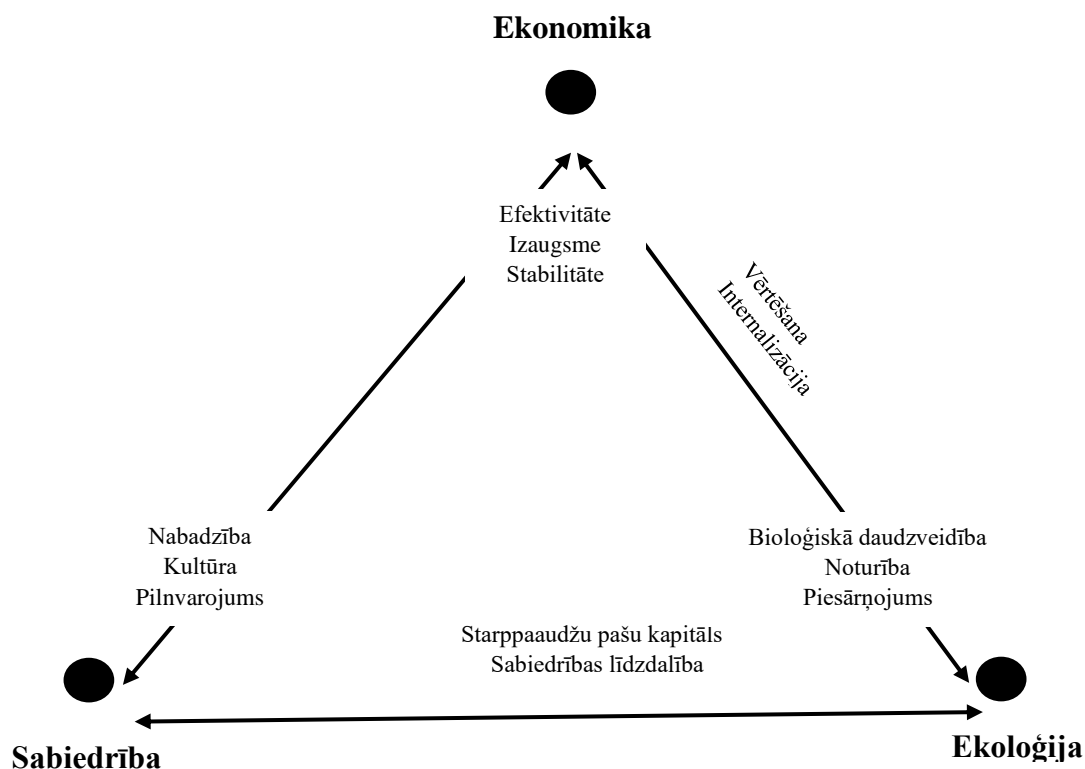 Ekonomika
Efektivitāte
Izaugsme
Stabilitāte
Vērtēšana
Internalizācija
Nabadzība
Kultūra
Pilnvarojums
Bioloģiskā daudzveidība
Noturība
Piesārņojums
Starppaaudžu pašu kapitāls
Sabiedrības līdzdalība
Sabiedrība
Ekoloģija